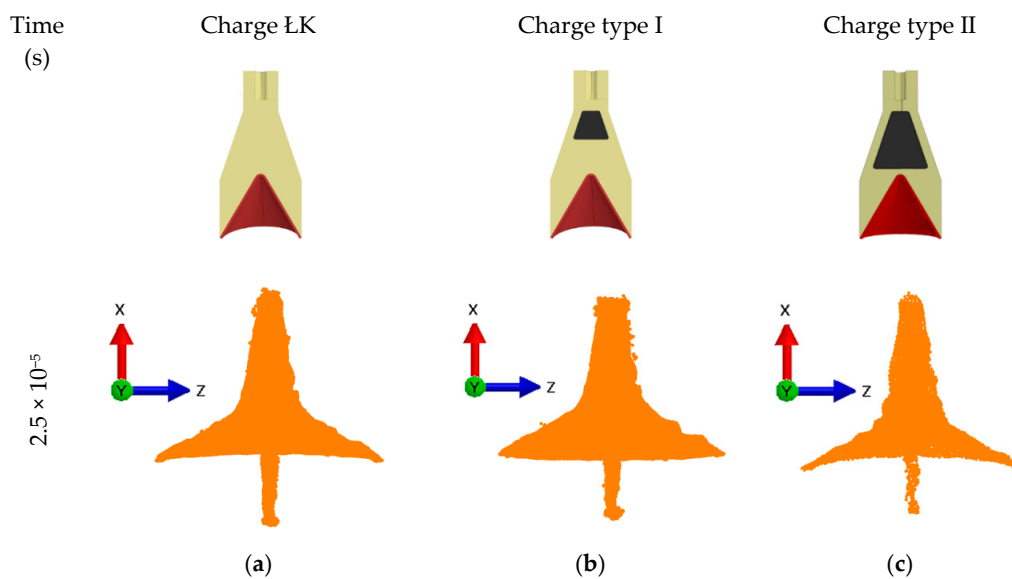 Time
(s)
Charge ŁK
Charge type I
Charge type II
X
Y
Z
X
Y
Z
X
Y
Z
2.5 × 10⁻⁵
(a)
(b)
(c)